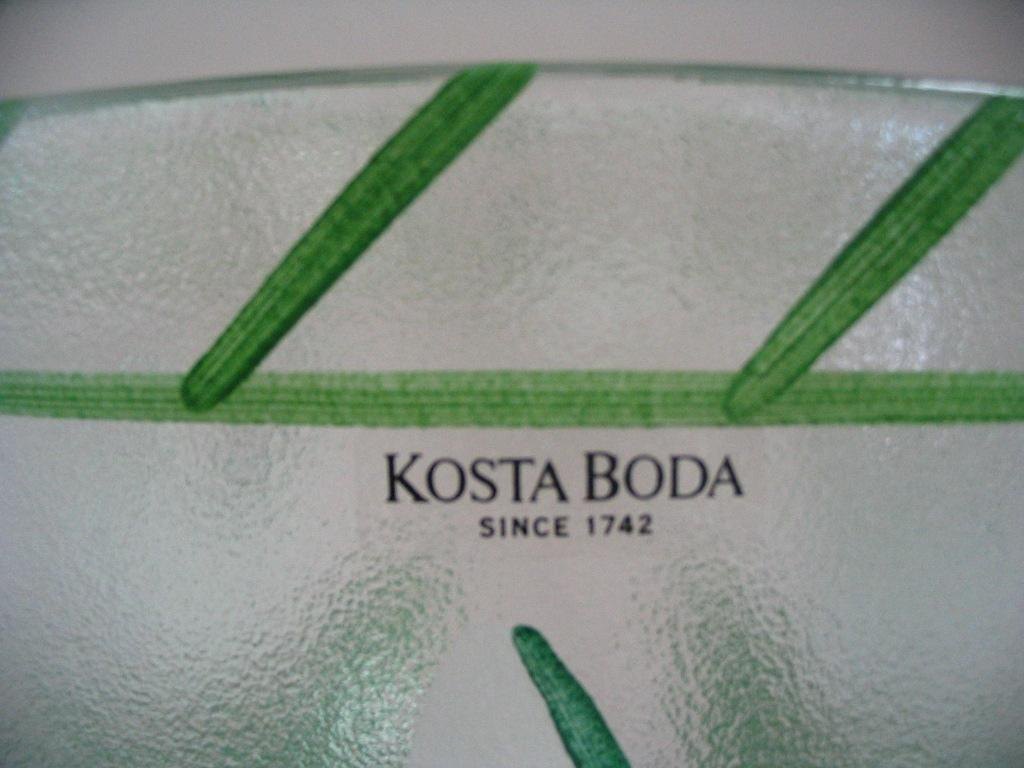 KOSTA BODA
SINCE 1742